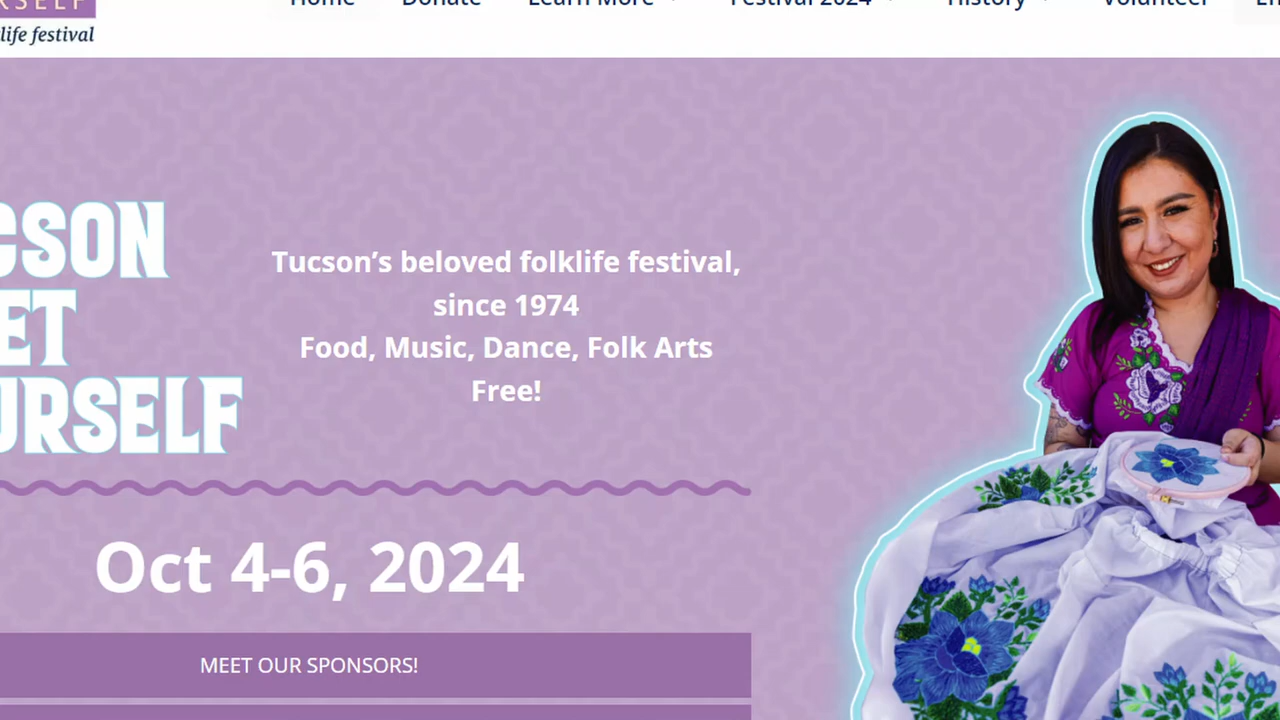 life festival
Home Donate Learn More Festival 2024 History Volunteer
CSON
ET
URSELF
Tucson’s beloved folklife festival,
since 1974
Food, Music, Dance, Folk Arts
Free!
Oct 4-6, 2024
MEET OUR SPONSORS!